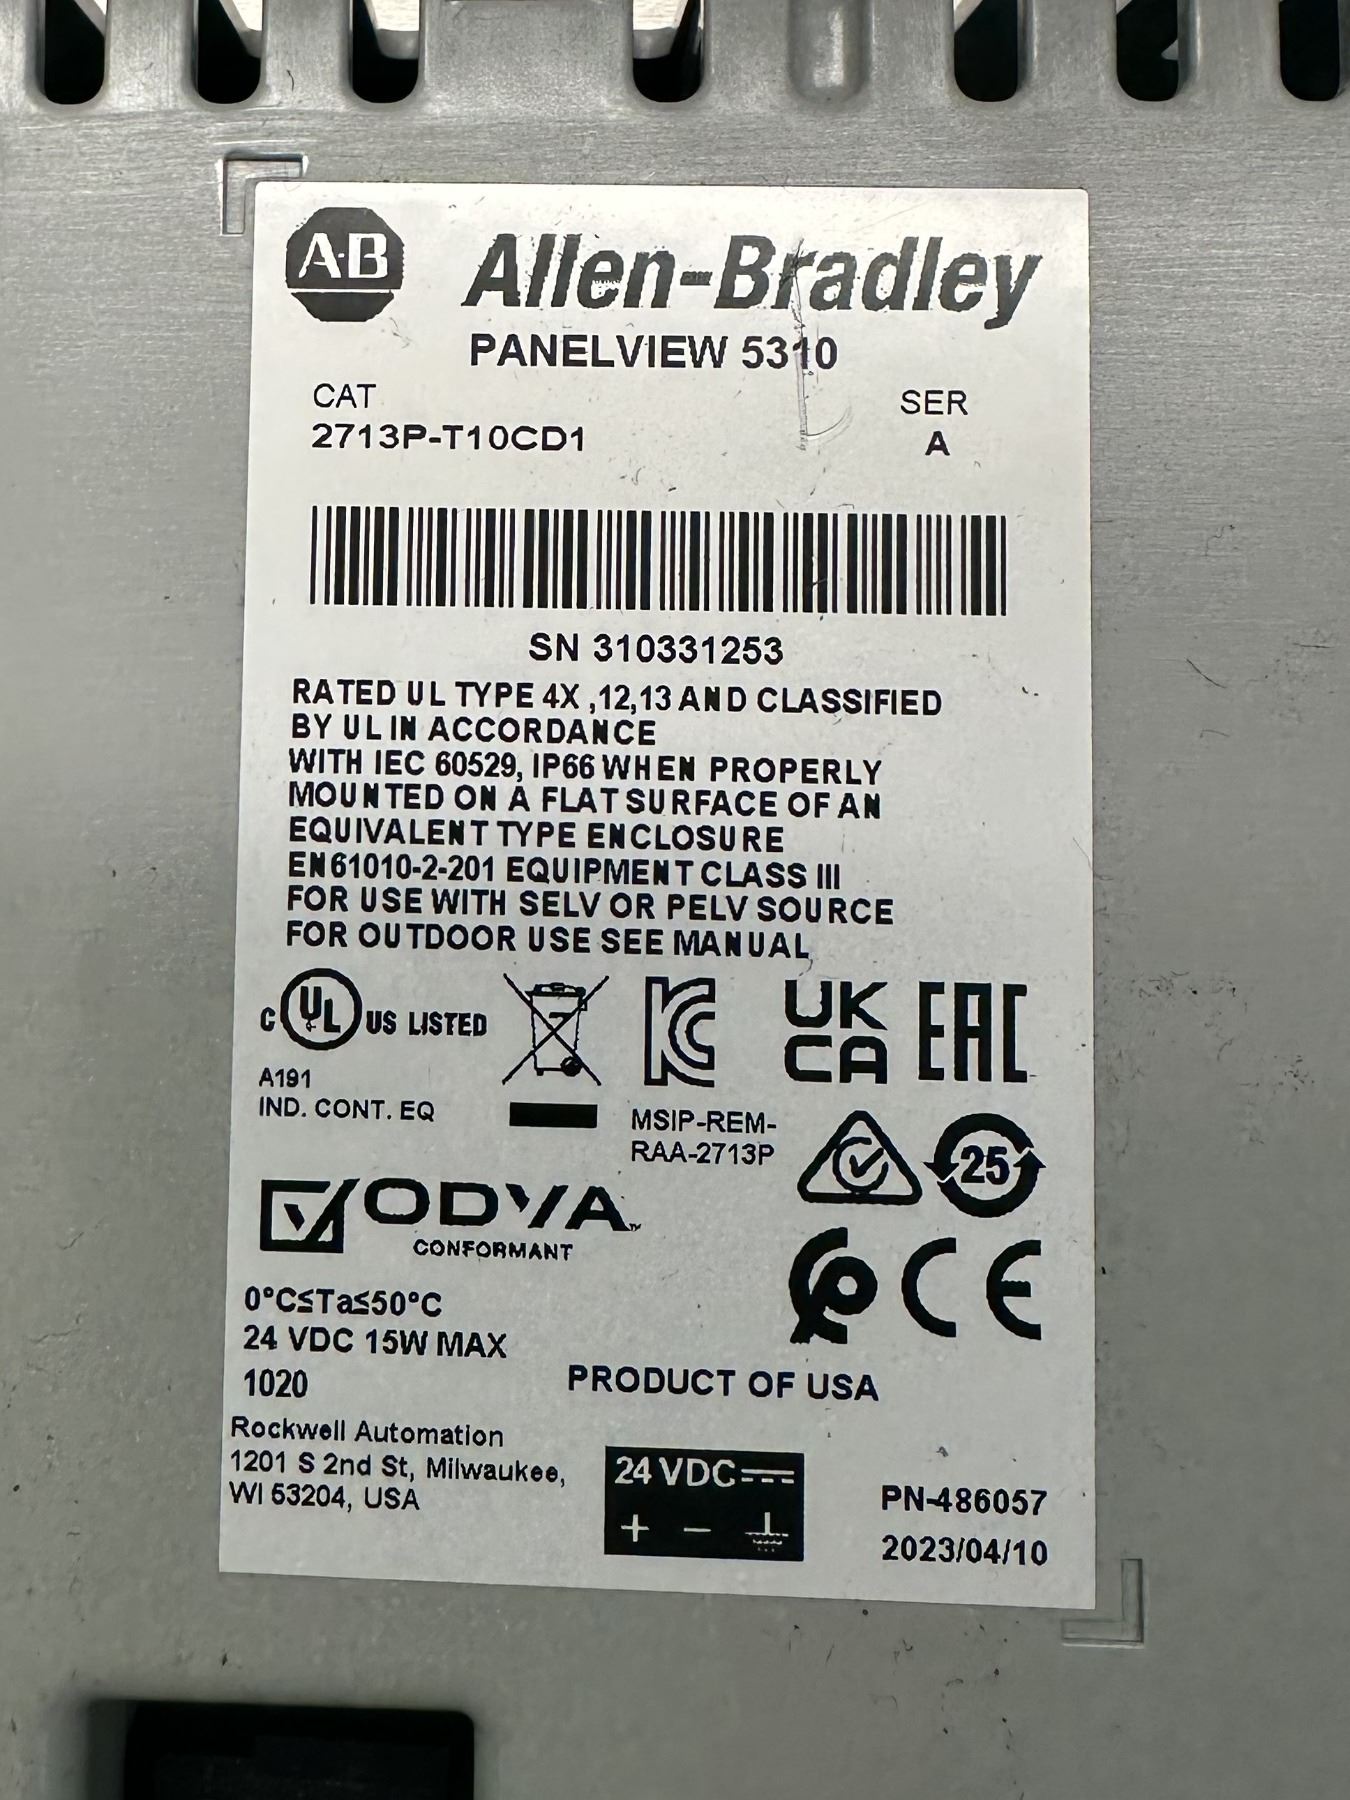 A·B Allen-Bradley
PANELVIEW 5310
CAT SER
2713P-T10CD1 A
SN 310331253
RATED UL TYPE 4X ,12,13 AND CLASSIFIED
BY UL IN ACCORDANCE
WITH IEC 60529, IP66 WHEN PROPERLY
MOUNTED ON A FLAT SURFACE OF AN
EQUIVALENT TYPE ENCLOSURE
EN61010-2-201 EQUIPMENT CLASS III
FOR USE WITH SELV OR PELV SOURCE
FOR OUTDOOR USE SEE MANUAL
C UL US LISTED
A191
IND. CONT. EQ
KC
MSIP-REM-
RAA-2713P
UK
CA
EAC
25
ODVA™
CONFORMANT
CE
0°C≤Ta≤50°C
24 VDC 15W MAX
1020
PRODUCT OF USA
Rockwell Automation
1201 S 2nd St, Milwaukee,
WI 53204, USA
24 VDC
+ −
PN-486057
2023/04/10